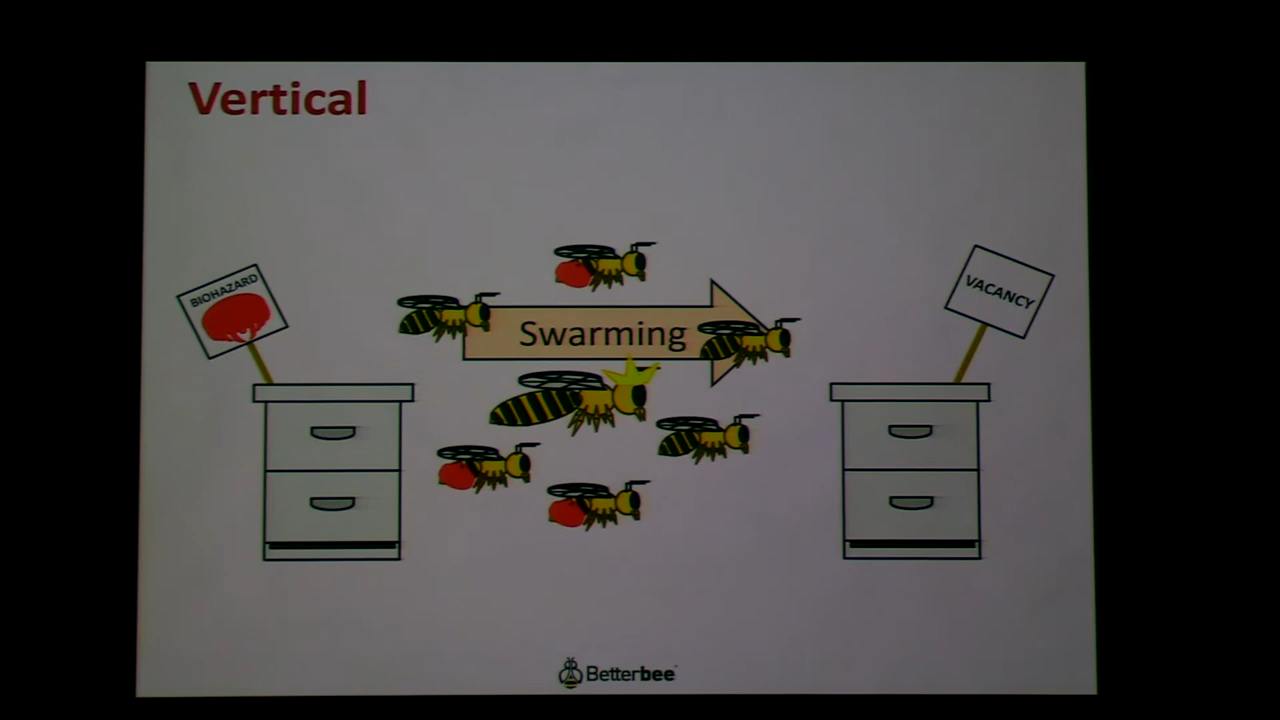 Vertical
BIOHAZARD
VACANCY
Swarming
Betterbee